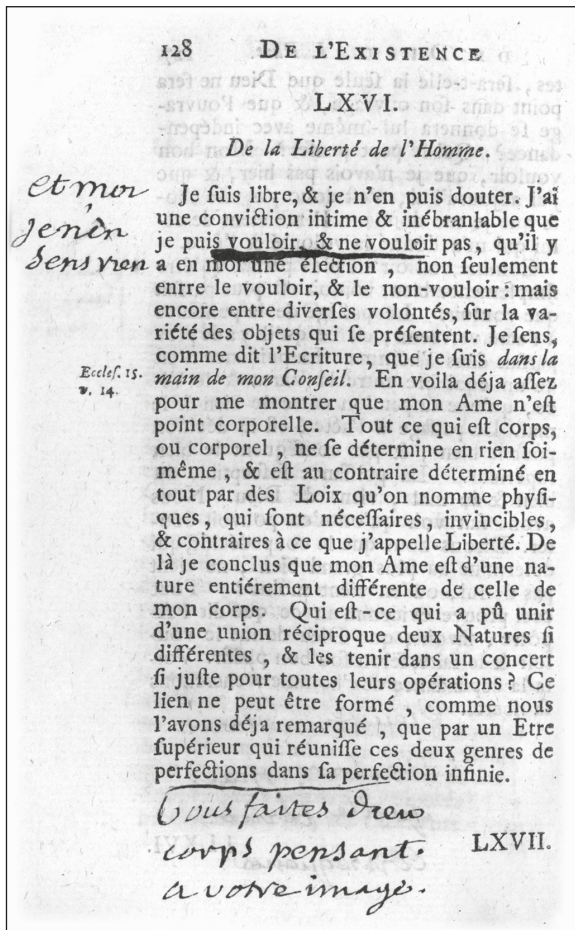 128 DE L'EXISTENCE
LXVI.
De la Liberté de l'Homme.
et moi
je n'en
sens rien
Je ſuis libre, & je n'en puis douter. J'ai
une conviction intime & inébranlable que
je puis vouloir, & ne vouloir pas, qu'il y
a en moi une élection, non ſeulement
enrre le vouloir, & le non-vouloir: mais
encore entre diverſes volontés, ſur la va-
riété des objets qui ſe préſentent. Je ſens,
comme dit l'Ecriture, que je ſuis dans la
Eccleſ. 15.
v. 14.
main de mon Conſeil. En voila déja aſſez
pour me montrer que mon Ame n'eſt
point corporelle. Tout ce qui eſt corps,
ou corporel, ne ſe détermine en rien ſoi-
même, & eſt au contraire déterminé en
tout par des Loix qu'on nomme phyſi-
ques, qui ſont néceſſaires, invincibles,
& contraires à ce que j'appelle Liberté. De
là je conclus que mon Ame eſt d'une na-
ture entiérement différente de celle de
mon corps. Qui eſt-ce qui a pû unir
d'une union réciproque deux Natures ſi
différentes, & les tenir dans un concert
ſi juſte pour toutes leurs opérations? Ce
lien ne peut être formé, comme nous
l'avons déja remarqué, que par un Etre
ſupérieur qui réuniſſe ces deux genres de
perfections dans ſa perfection infinie.
Vous faites dieu
corps pensant.
a votre image.
LXVII.